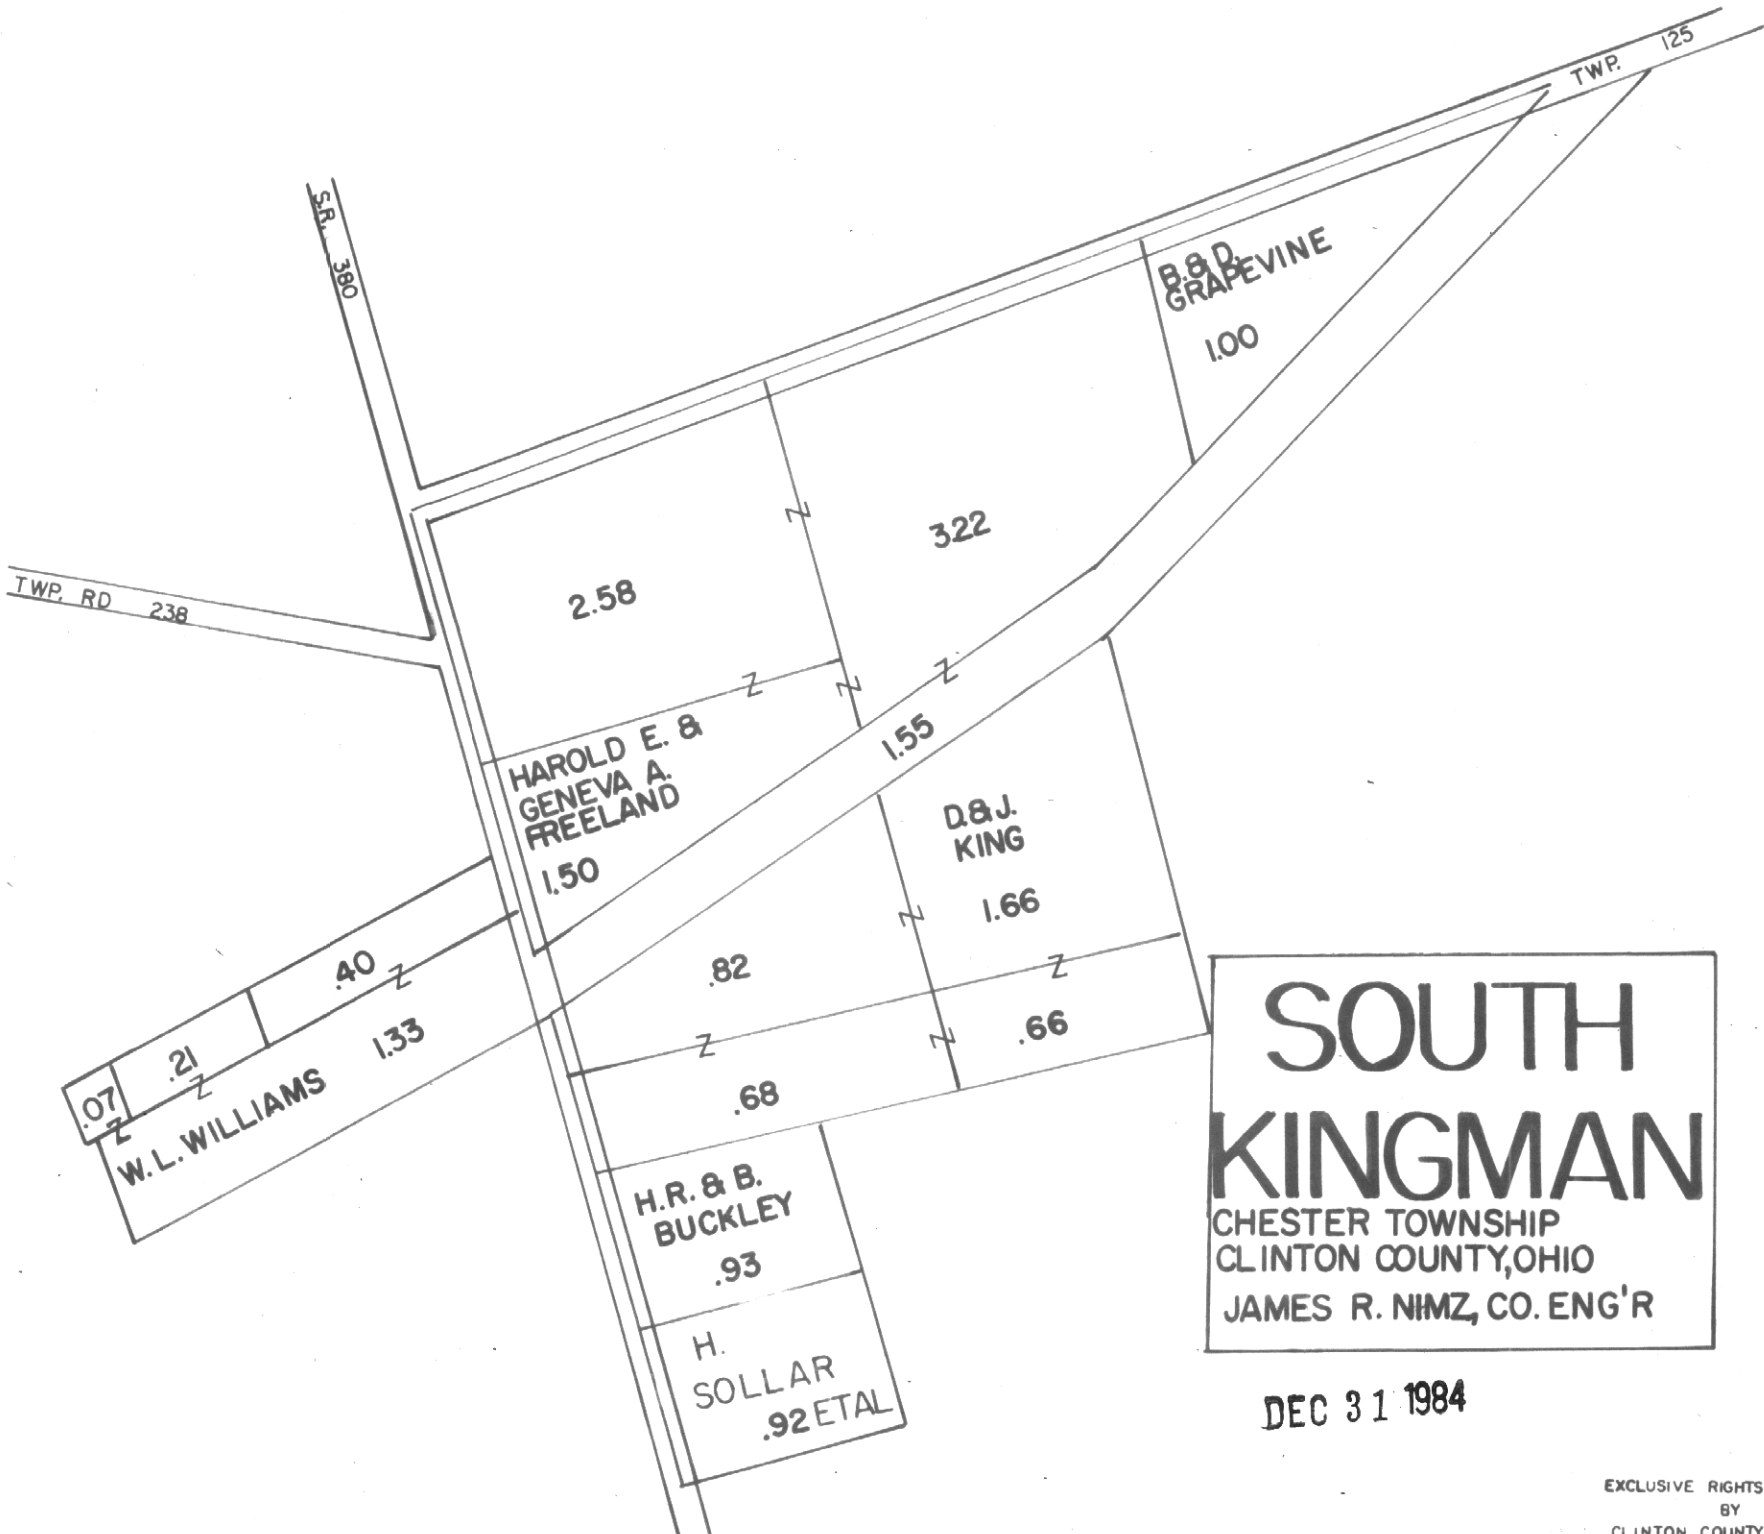 TWP. 125
S.R. 380
B. & D.
GRAPEVINE
1.00
3.22
2.58
TWP. RD 238
HAROLD E. &
GENEVA A.
FREELAND
1.50
1.55
D. & J.
KING
1.66
.82
.66
.68
.40
.21
.07
1.33
W. L. WILLIAMS
H. R. & B.
BUCKLEY
.93
H.
SOLLAR
.92 ETAL
SOUTH
KINGMAN
CHESTER TOWNSHIP
CLINTON COUNTY, OHIO
JAMES R. NIMZ, CO. ENG'R
DEC 31 1984
EXCLUSIVE RIGHTS
BY
CLINTON COUNTY